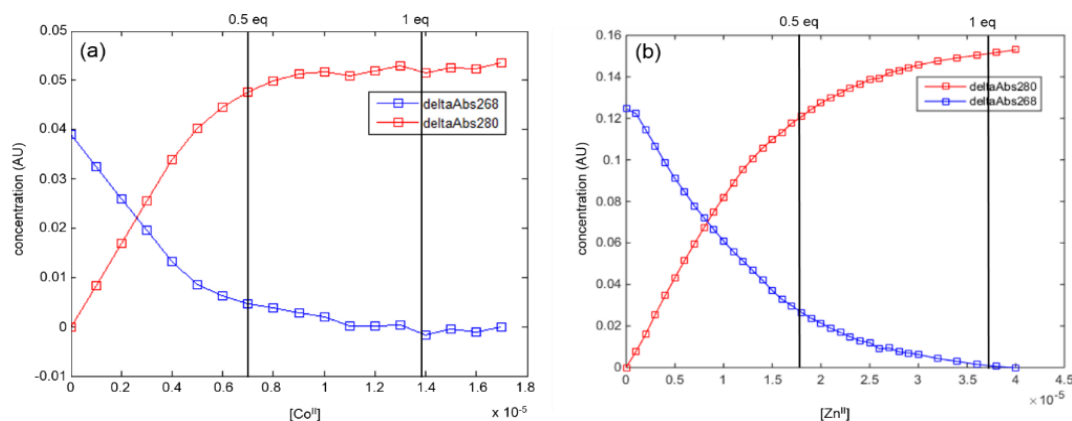 0.5 eq
1 eq
(a)
0.05
0.04
0.03
0.02
0.01
0
-0.01
concentration (AU)
deltaAbs268
deltaAbs280
0
0.2
0.4
0.6
0.8
1
1.2
1.4
1.6
1.8
x 10⁻⁵
[Coᴵᴵ]
0.5 eq
1 eq
(b)
0.16
0.14
0.12
0.1
0.08
0.06
0.04
0.02
0
concentration (AU)
deltaAbs280
deltaAbs268
0
0.5
1
1.5
2
2.5
3
3.5
4
4.5
×10⁻⁵
[Znᴵᴵ]